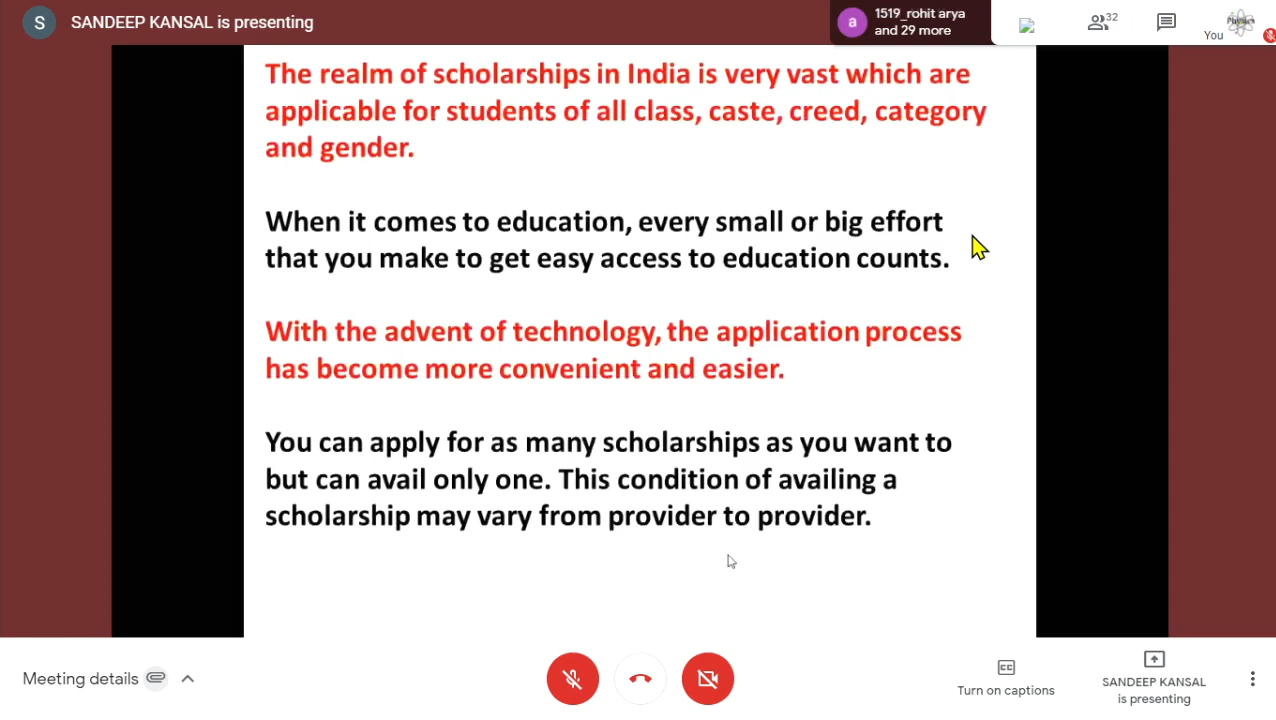 S SANDEEP KANSAL is presenting
a 1519_rohit arya
and 29 more
32
You
Physics
The realm of scholarships in India is very vast which are
applicable for students of all class, caste, creed, category
and gender.
When it comes to education, every small or big effort
that you make to get easy access to education counts.
With the advent of technology, the application process
has become more convenient and easier.
You can apply for as many scholarships as you want to
but can avail only one. This condition of availing a
scholarship may vary from provider to provider.
Meeting details
CC
Turn on captions
SANDEEP KANSAL
is presenting